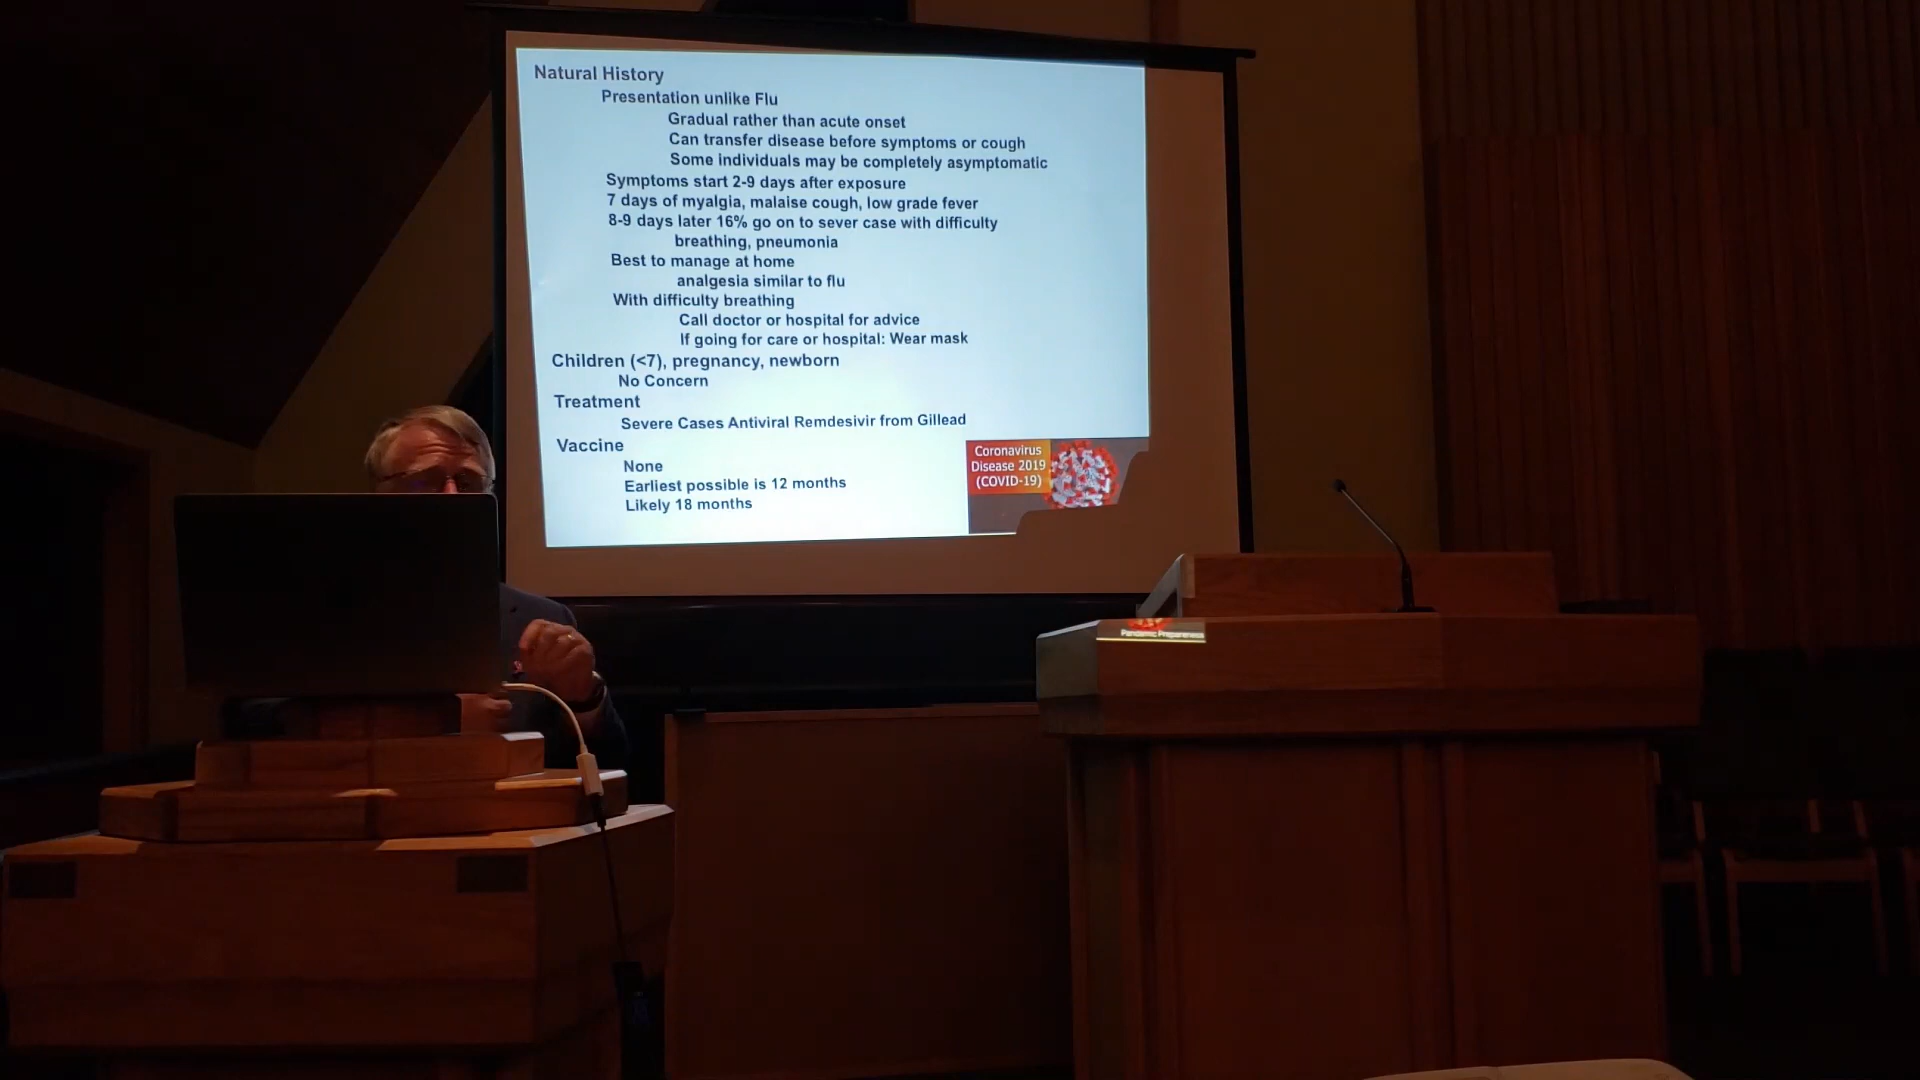 Natural History
Presentation unlike Flu
Gradual rather than acute onset
Can transfer disease before symptoms or cough
Some individuals may be completely asymptomatic
Symptoms start 2-9 days after exposure
7 days of myalgia, malaise cough, low grade fever
8-9 days later 16% go on to sever case with difficulty
breathing, pneumonia
Best to manage at home
analgesia similar to flu
With difficulty breathing
Call doctor or hospital for advice
If going for care or hospital: Wear mask
Children (<7), pregnancy, newborn
No Concern
Treatment
Severe Cases Antiviral Remdesivir from Gillead
Vaccine
None
Earliest possible is 12 months
Likely 18 months
Coronavirus
Disease 2019
(COVID-19)
Pandemic Preparedness